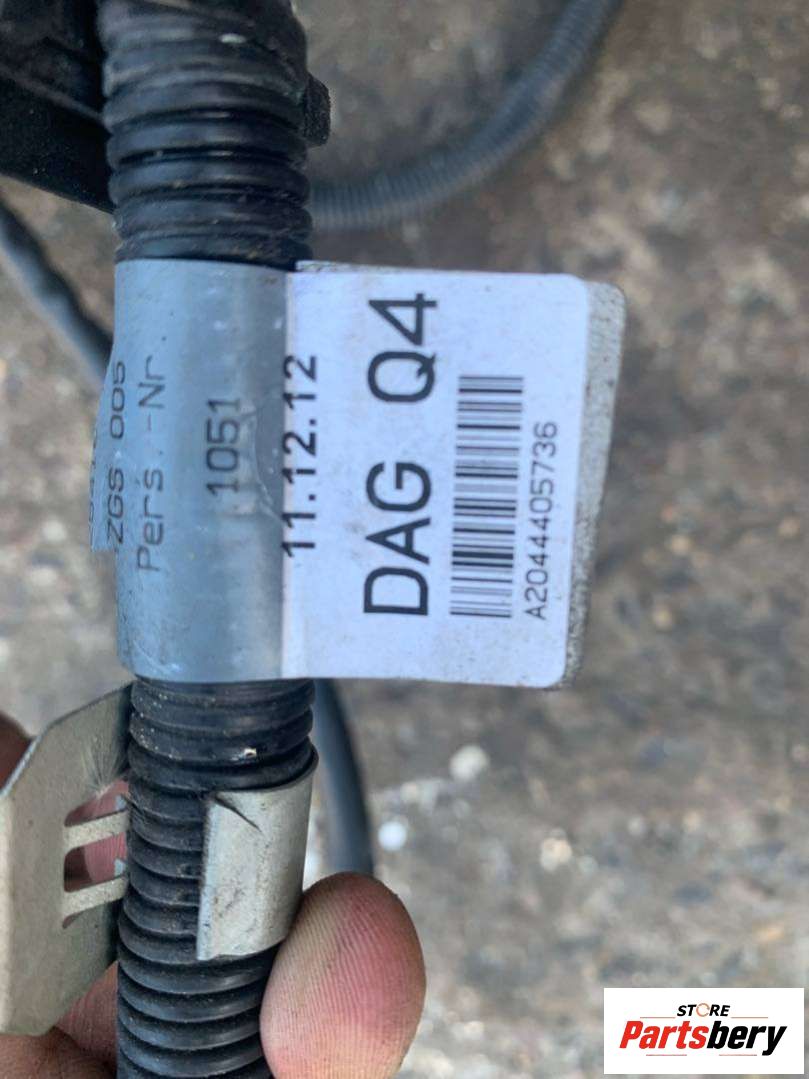 ZGS 005
Pers.-Nr.
1051
11.12.12
DAG Q4
A2044405736
STORE
Partsbery